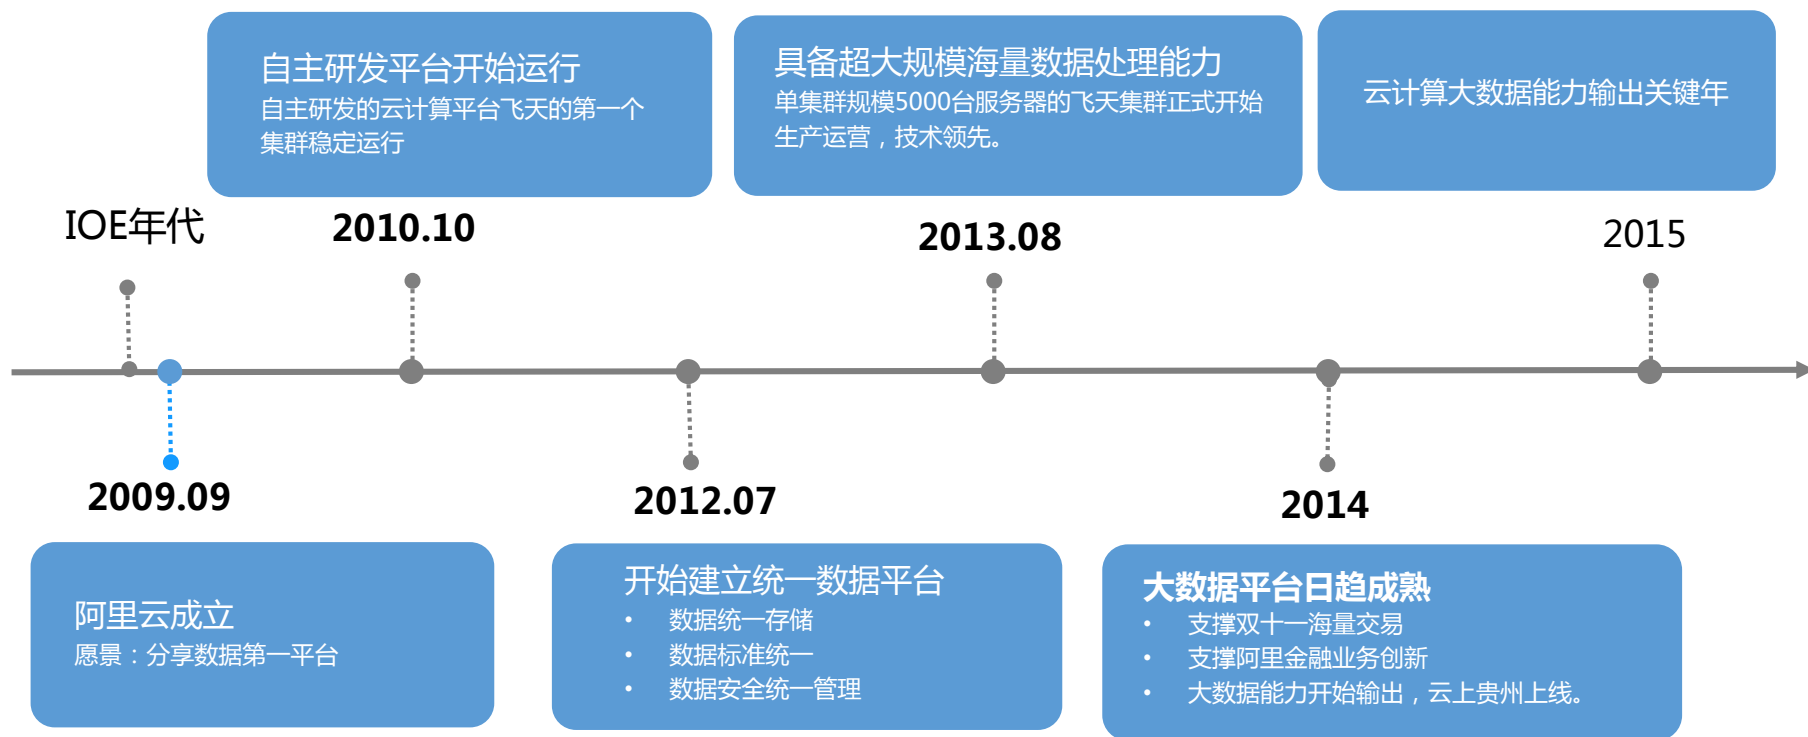 自主研发平台开始运行
自主研发的云计算平台飞天的第一个
集群稳定运行
具备超大规模海量数据处理能力
单集群规模5000台服务器的飞天集群正式开始
生产运营，技术领先。
云计算大数据能力输出关键年
IOE年代
2010.10
2013.08
2015
2009.09
2012.07
2014
阿里云成立
愿景：分享数据第一平台
开始建立统一数据平台
• 数据统一存储
• 数据标准统一
• 数据安全统一管理
大数据平台日趋成熟
• 支撑双十一海量交易
• 支撑阿里金融业务创新
• 大数据能力开始输出，云上贵州上线。